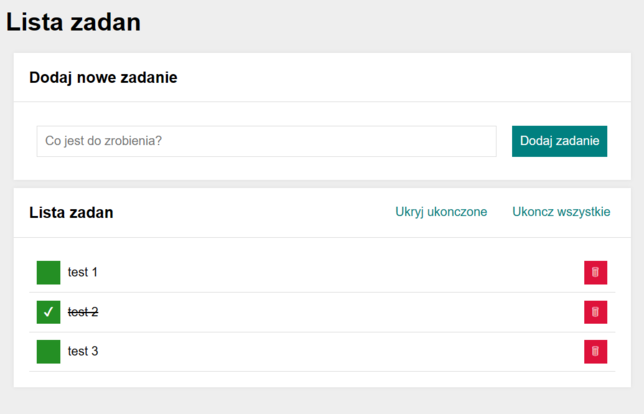 Lista zadan
Dodaj nowe zadanie
Co jest do zrobienia?
Dodaj zadanie
Lista zadan
Ukryj ukonczone
Ukoncz wszystkie
test 1
test 2
test 3